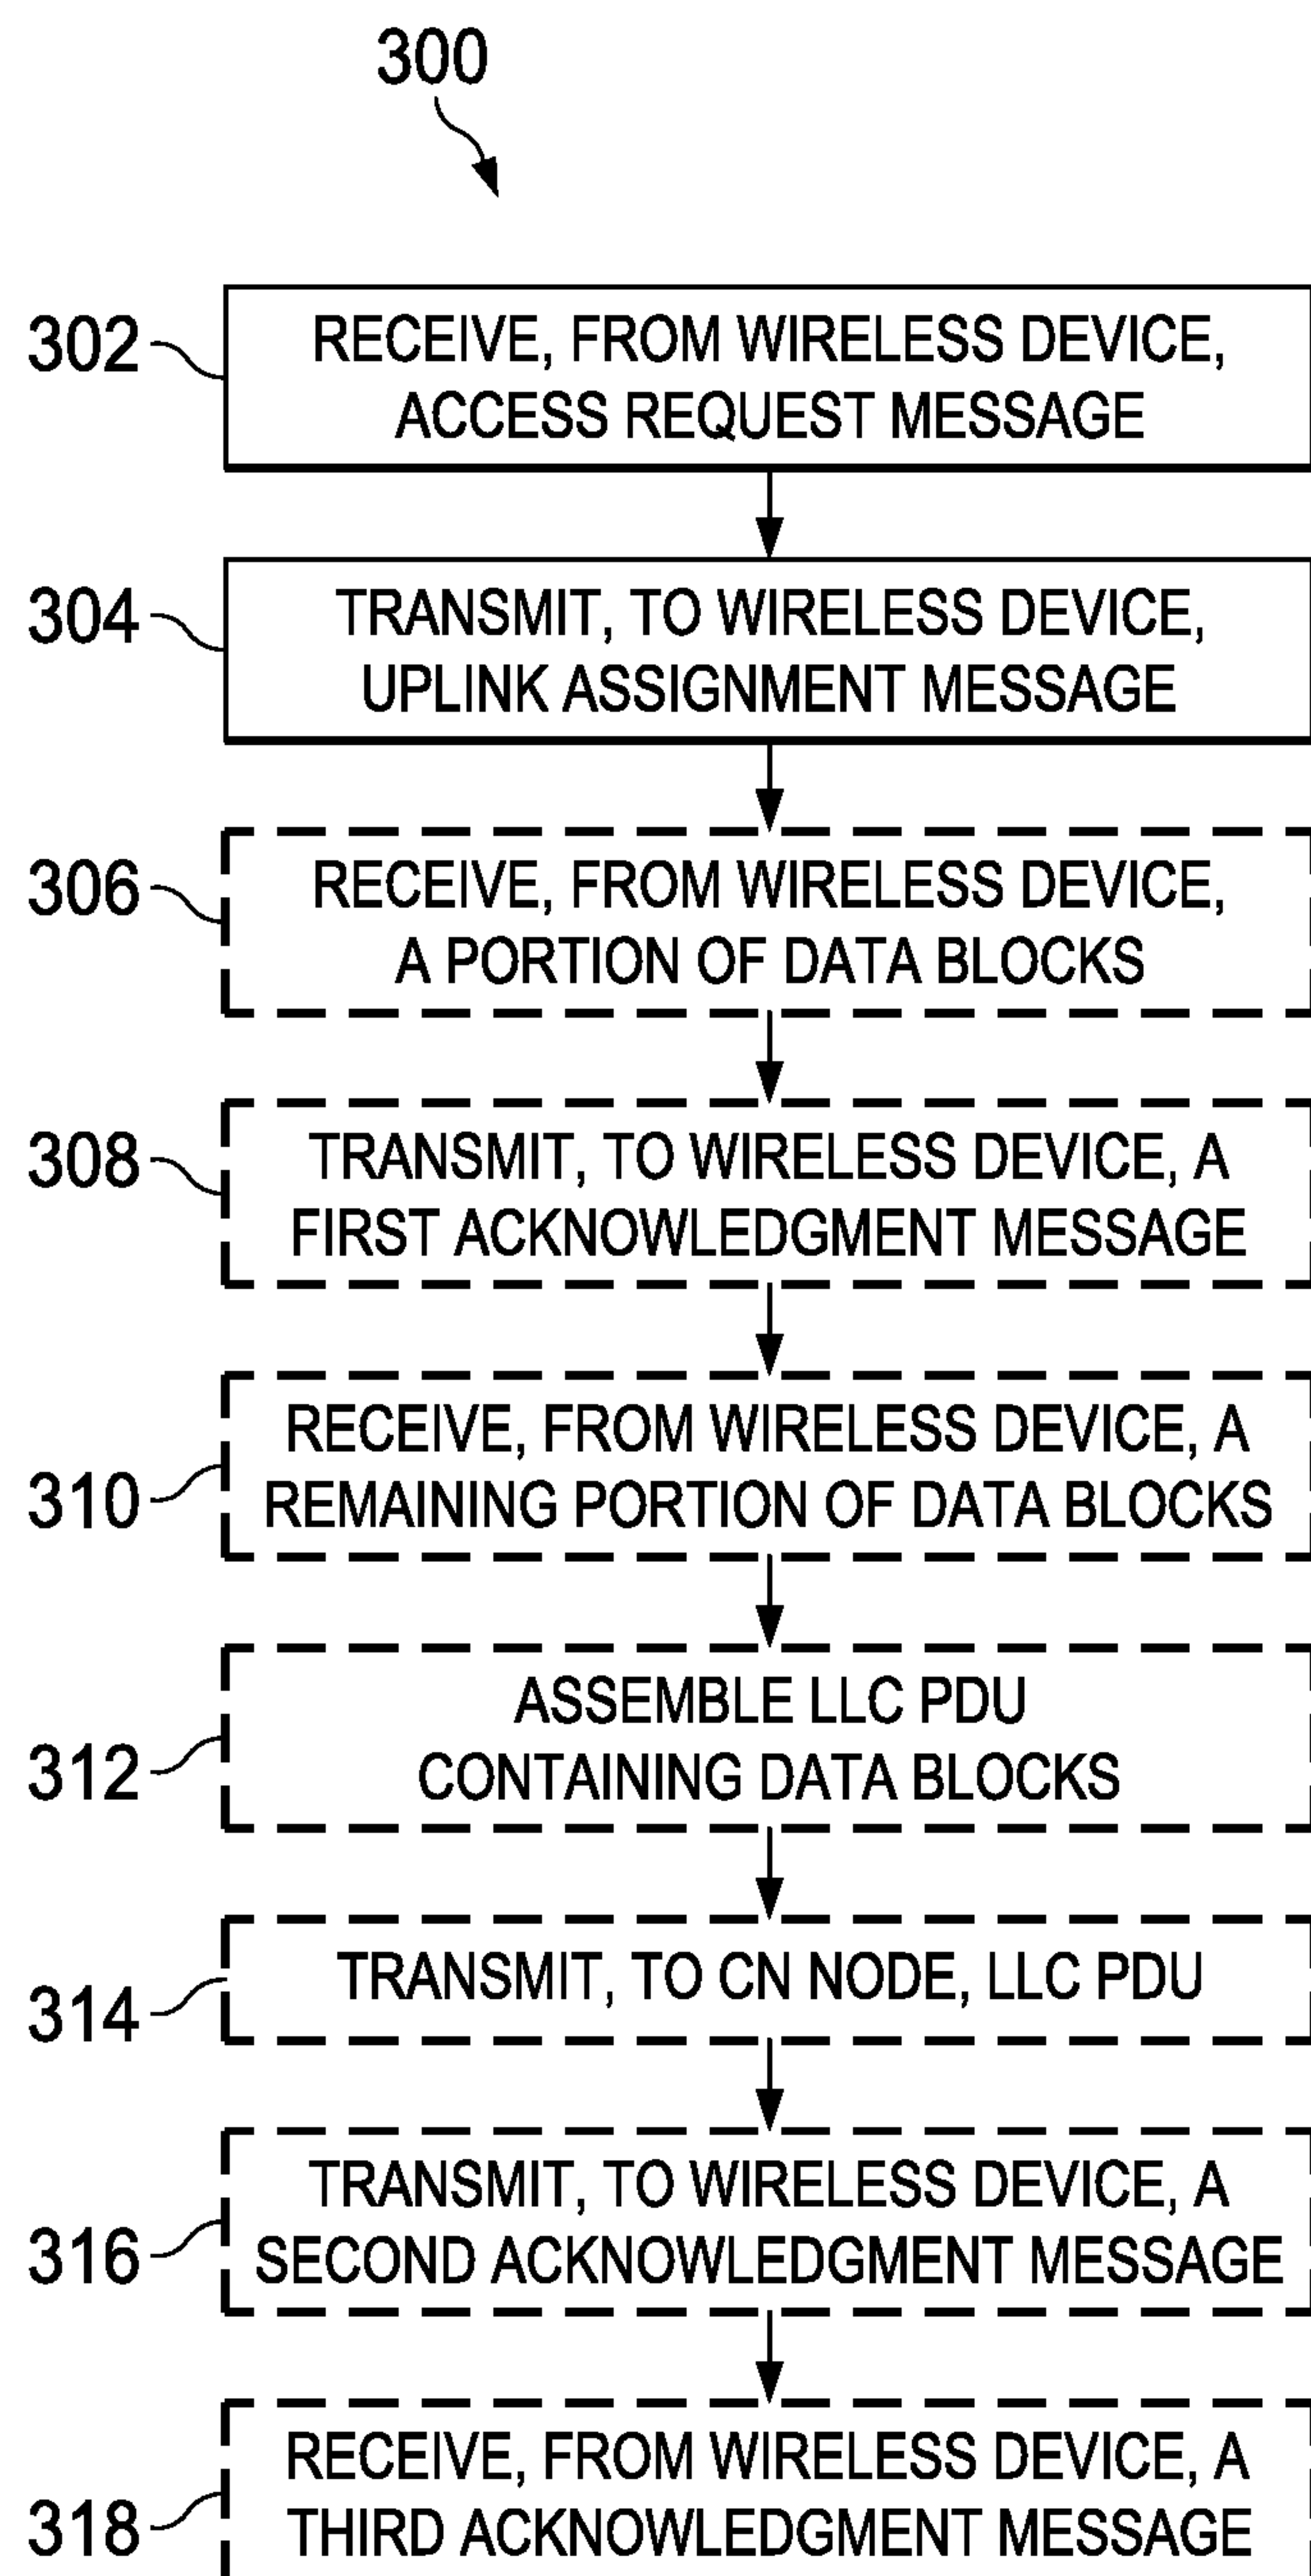 300
302
RECEIVE, FROM WIRELESS DEVICE,
ACCESS REQUEST MESSAGE
304
TRANSMIT, TO WIRELESS DEVICE,
UPLINK ASSIGNMENT MESSAGE
306
RECEIVE, FROM WIRELESS DEVICE,
A PORTION OF DATA BLOCKS
308
TRANSMIT, TO WIRELESS DEVICE, A
FIRST ACKNOWLEDGMENT MESSAGE
310
RECEIVE, FROM WIRELESS DEVICE, A
REMAINING PORTION OF DATA BLOCKS
312
ASSEMBLE LLC PDU
CONTAINING DATA BLOCKS
314
TRANSMIT, TO CN NODE, LLC PDU
316
TRANSMIT, TO WIRELESS DEVICE, A
SECOND ACKNOWLEDGMENT MESSAGE
318
RECEIVE, FROM WIRELESS DEVICE, A
THIRD ACKNOWLEDGMENT MESSAGE